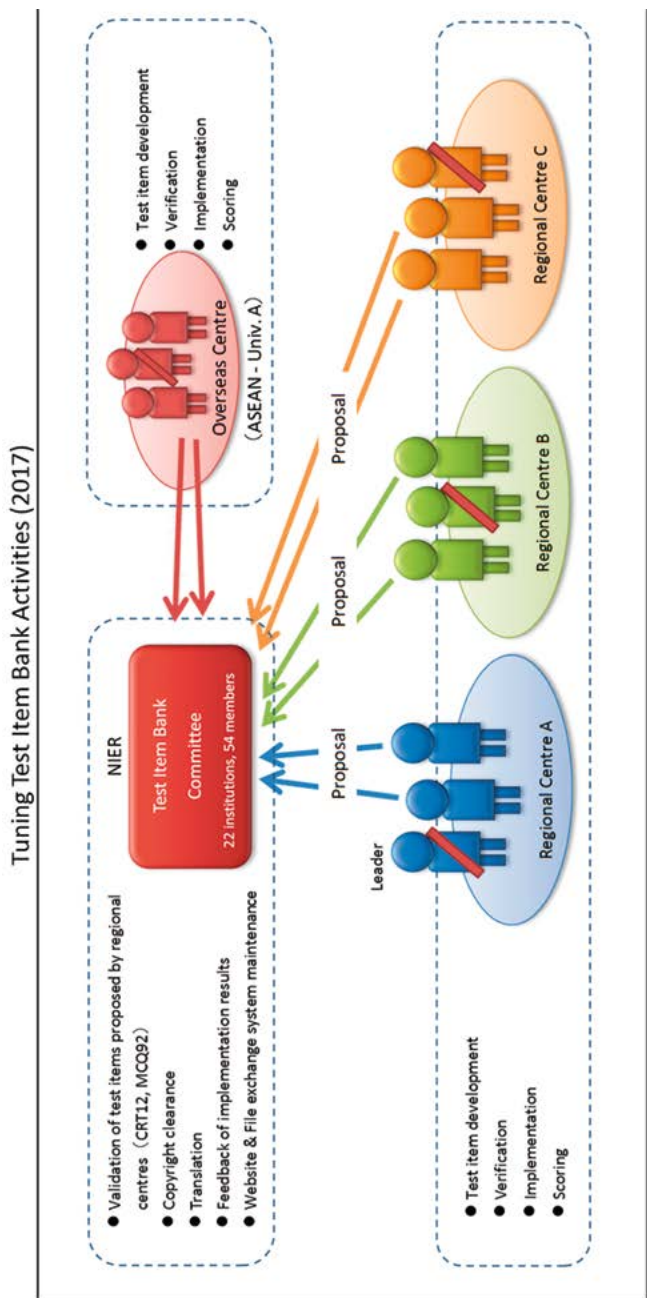 Tuning Test Item Bank Activities (2017)
● Validation of test items proposed by regional
centres (CRT12, MCQ92)
● Copyright clearance
● Translation
● Feedback of implementation results
● Website & File exchange system maintenance
NIER
Test Item Bank
Committee
22 institutions, 54 members
Overseas Centre
(ASEAN - Univ. A)
● Test item development
● Verification
● Implementation
● Scoring
Proposal
Proposal
Proposal
● Test item development
● Verification
● Implementation
● Scoring
Leader
Regional Centre A
Regional Centre B
Regional Centre C